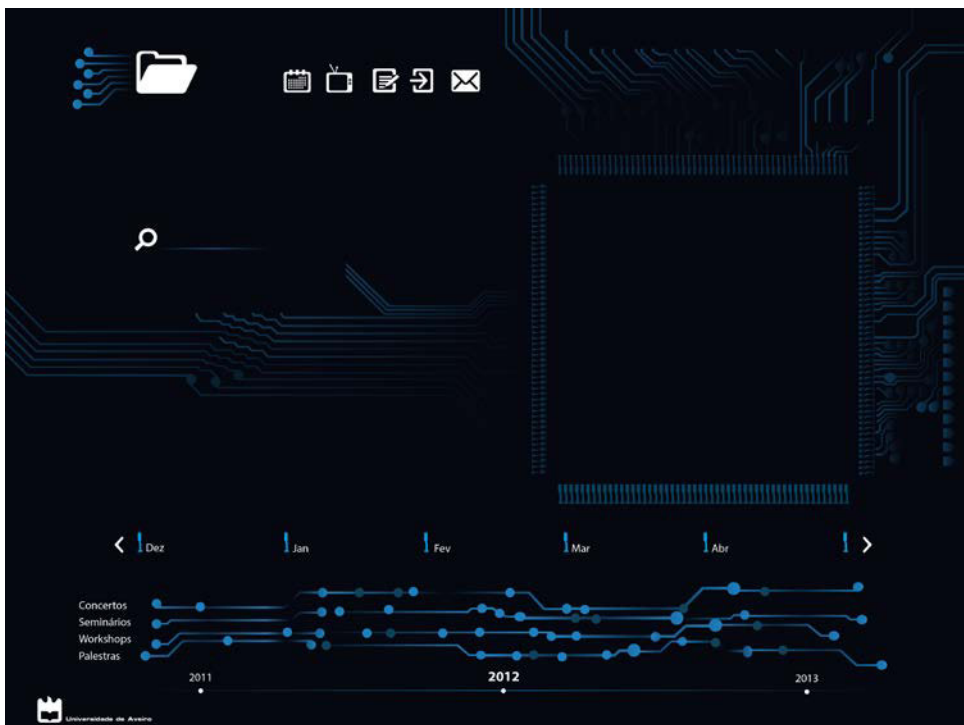 Dez Jan Fev Mar Abr
Concertos
Seminários
Workshops
Palestras
2011 2012 2013
Universidade de Aveiro